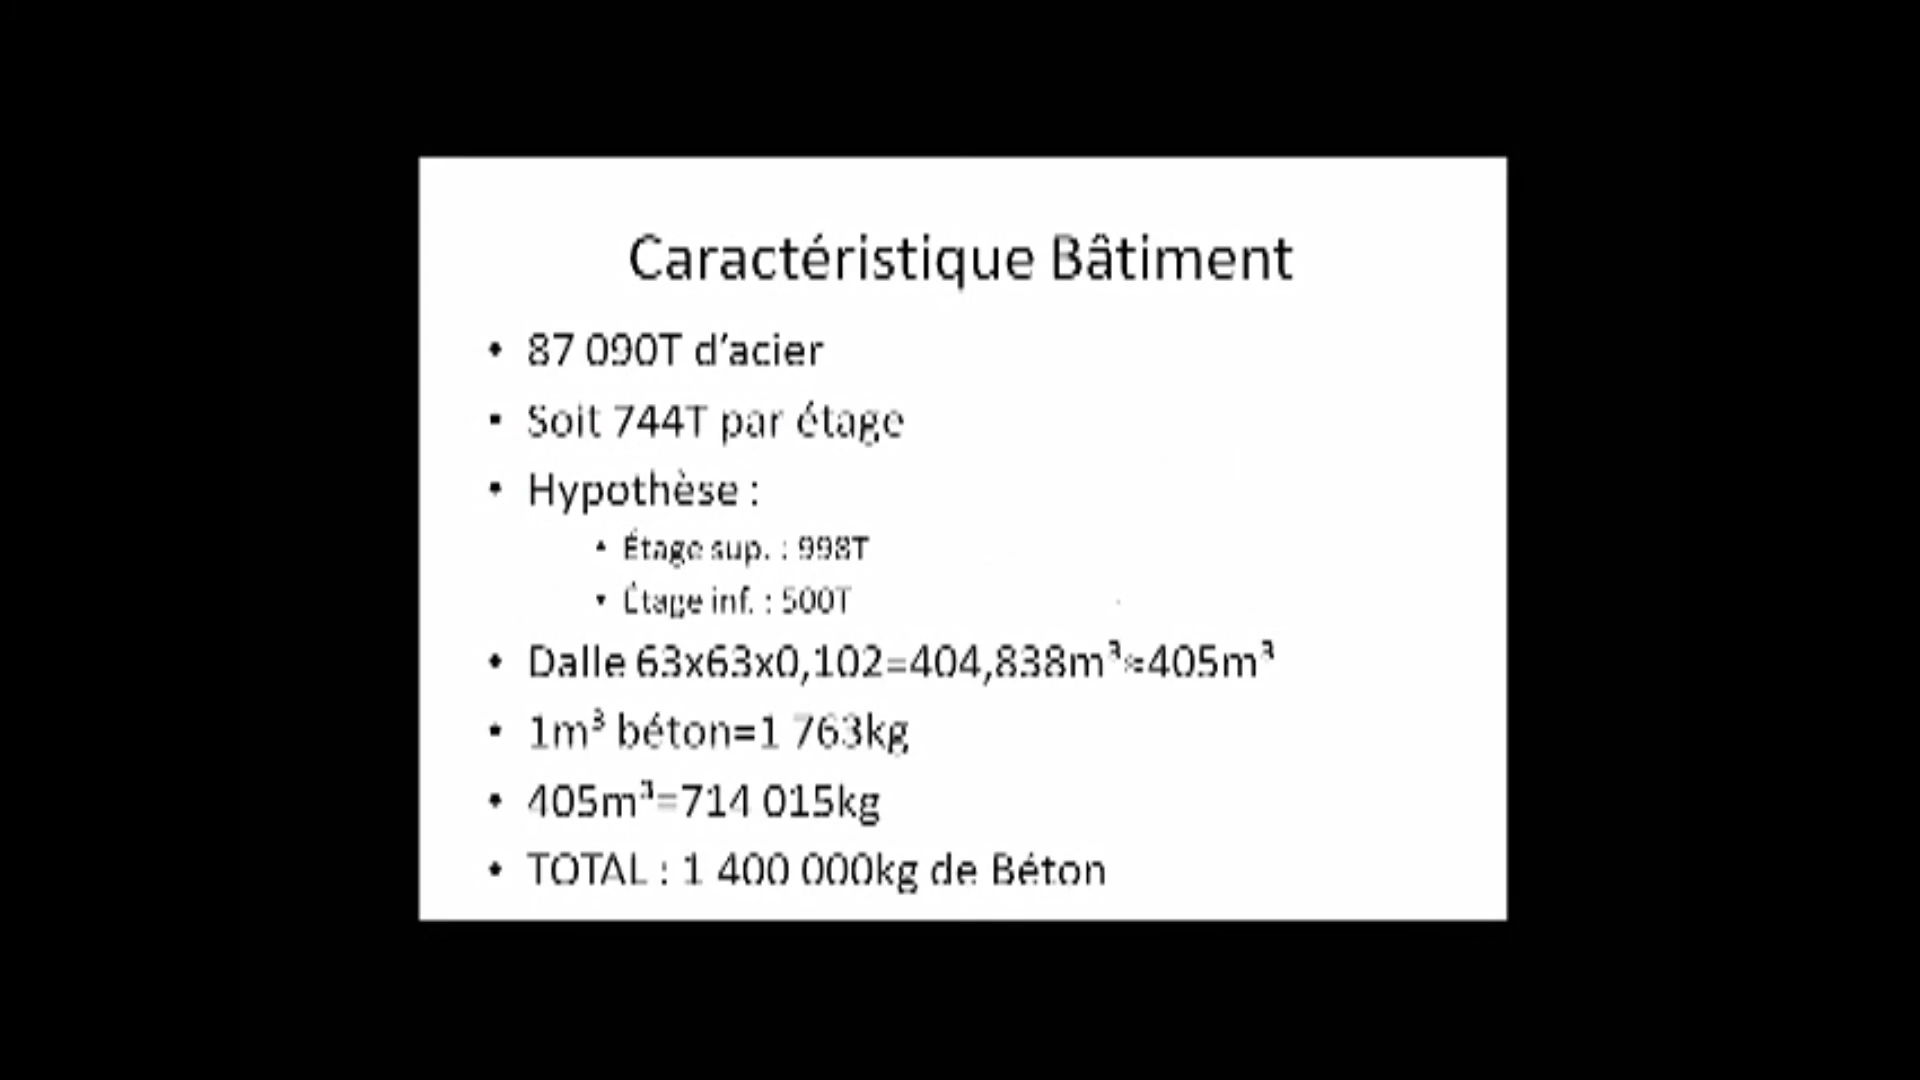 Caractéristique Bâtiment
• 87 090T d’acier
• Soit 744T par étage
• Hypothèse :
• Étage sup. : 998T
• Étage inf. : 500T
• Dalle 63x63x0,102=404,838m³≈405m³
• 1m³ béton=1 763kg
• 405m³=714 015kg
• TOTAL : 1 400 000kg de Béton